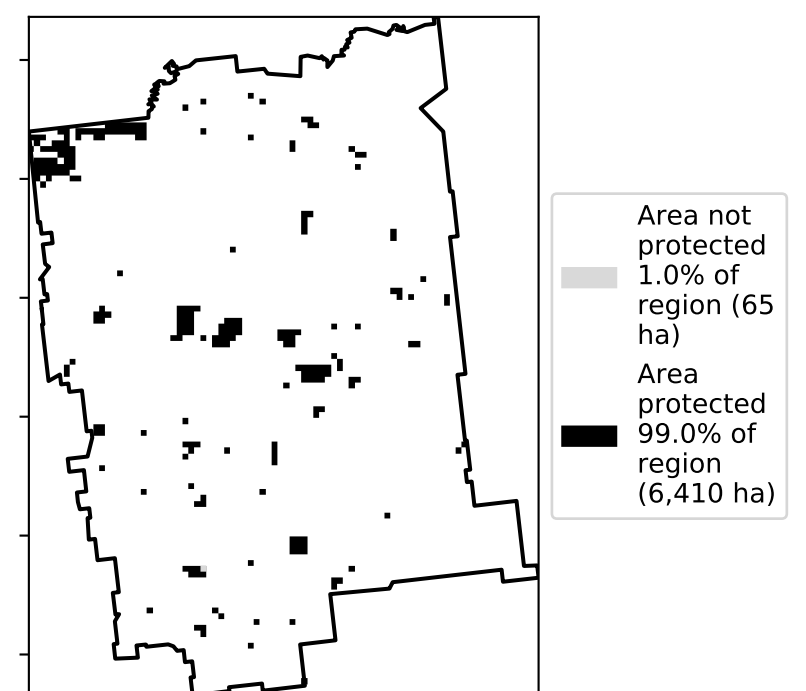 Area not
protected
1.0% of
region (65
ha)
Area
protected
99.0% of
region
(6,410 ha)